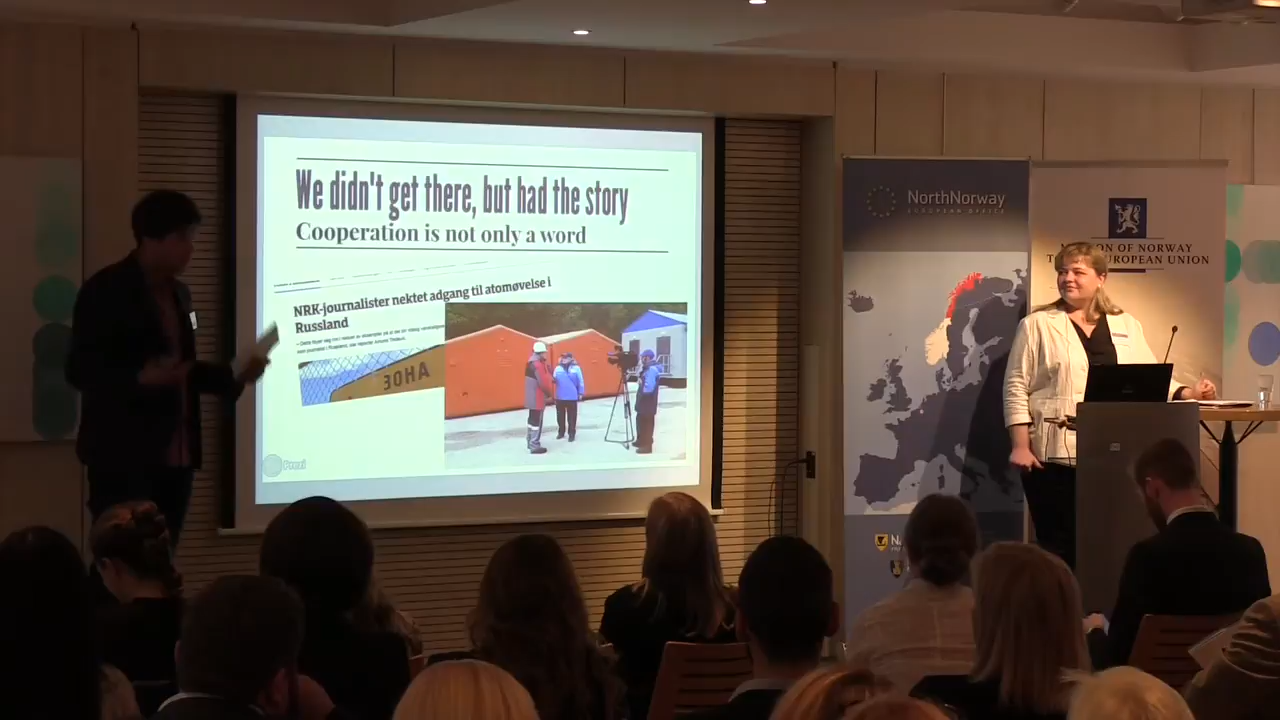 We didn't get there, but had the story
Cooperation is not only a word
NRK-journalister nektet adgang til atomøvelse i
Russland
ЗОНА
Prezi
NorthNorway
EUROPEAN OFFICE
OF NORWAY
EUROPEAN UNION